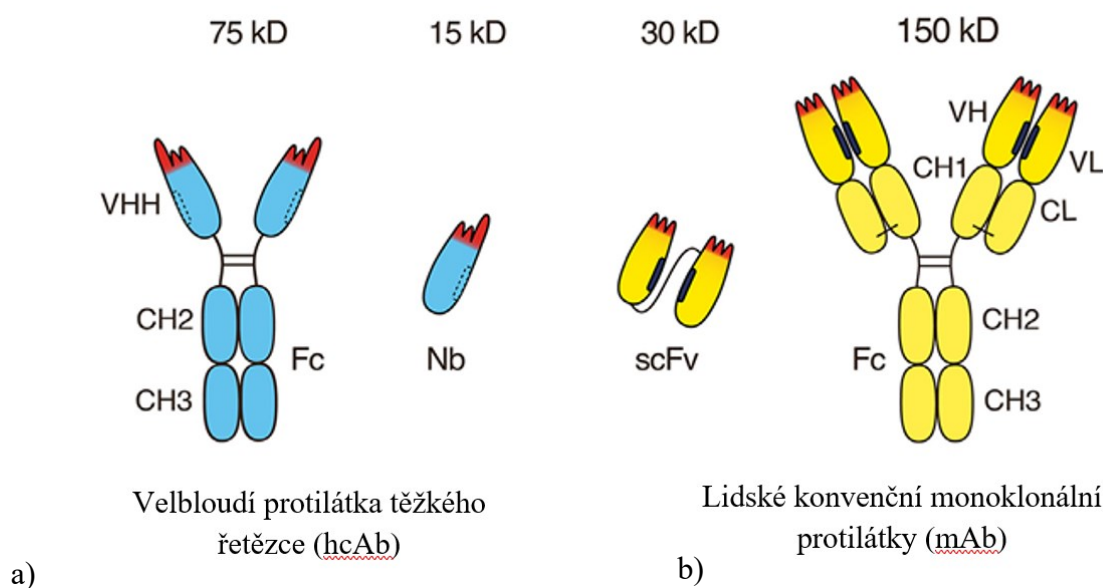 75 kD
15 kD
30 kD
150 kD
VHH
CH2
CH3
Fc
Nb
scFv
VH
VL
CH1
CL
Fc
CH2
CH3
Velbloudí protilátka těžkého
řetězce (hcAb)
a)
Lidské konvenční monoklonální
protilátky (mAb)
b)